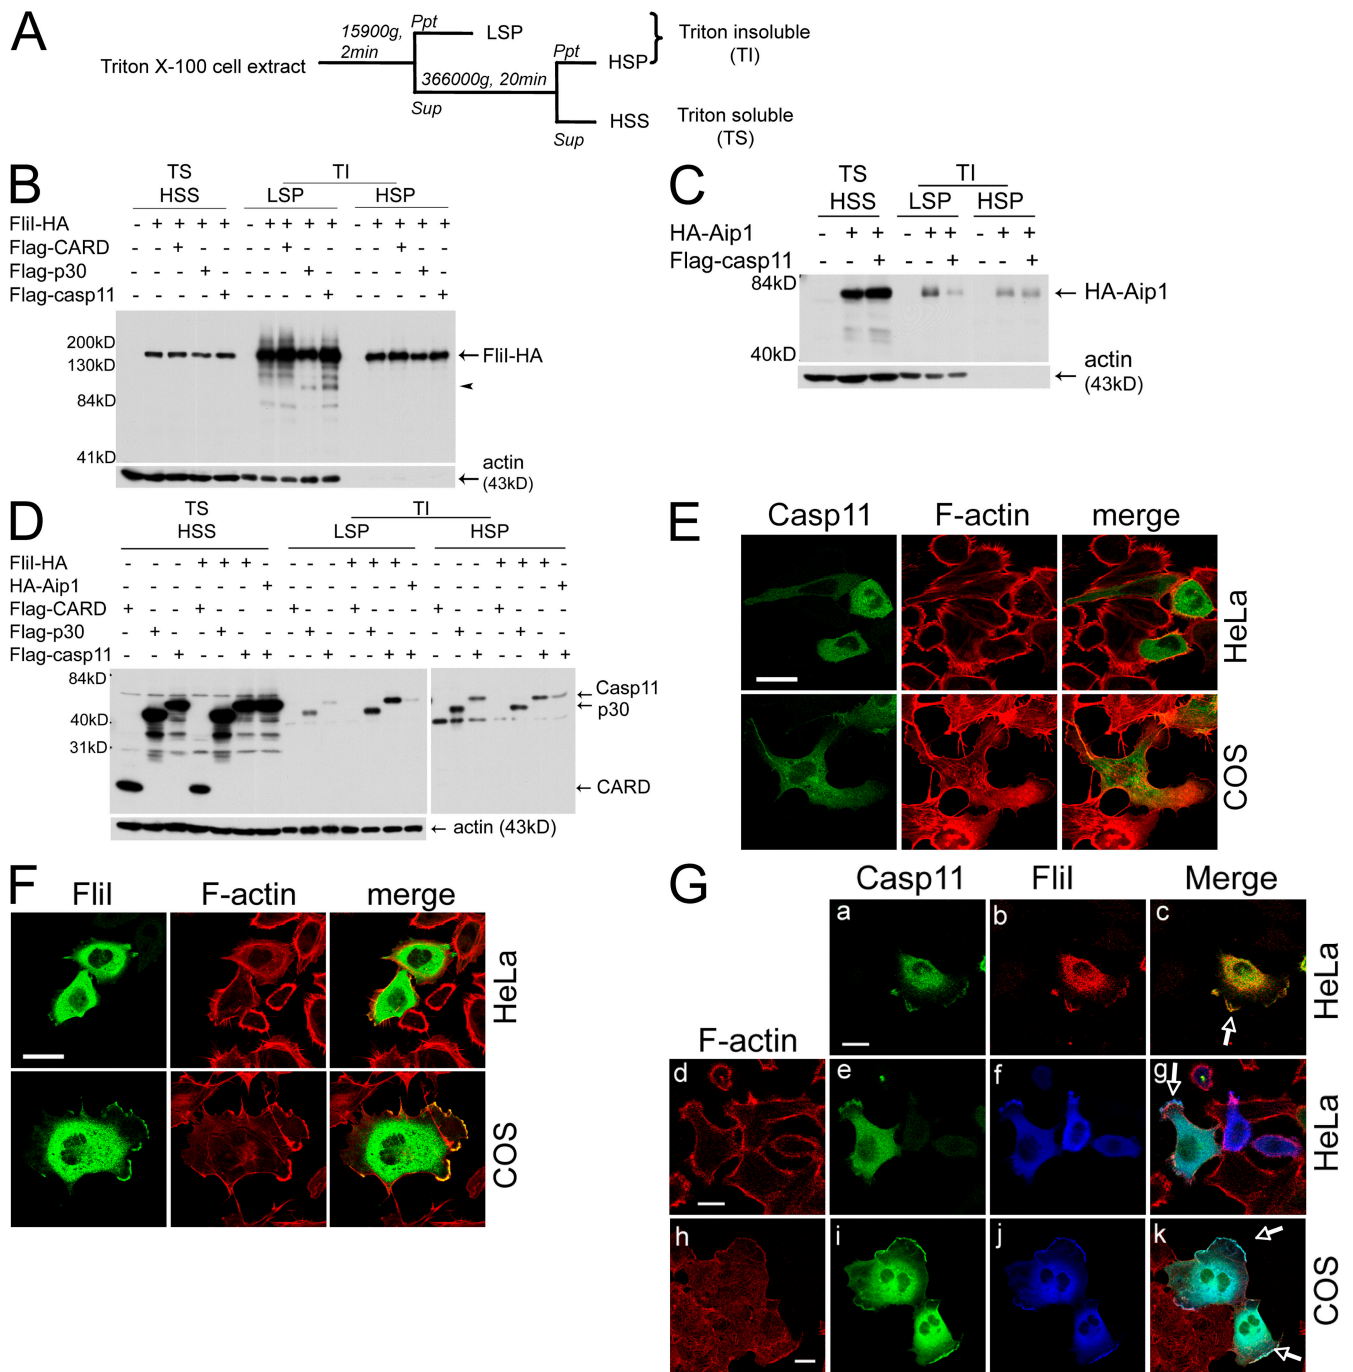 A
15900g, 2min
Ppt
LSP
Triton X-100 cell extract
366000g, 20min
Ppt
HSP
Triton insoluble (TI)
Sup
HSS
Triton soluble (TS)
Sup
B
TS TI
HSS LSP HSP
FliI-HA - + + + + - + + + + - + + + +
Flag-CARD - - + - - - - + - - - - + - -
Flag-p30 - - - + - - - - + - - - - + -
Flag-casp11 - - - - + - - - - + - - - - +
200kD
130kD
84kD
41kD
← FliI-HA
← actin (43kD)
C
TS TI
HSS LSP HSP
HA-Aip1 - + + - + + - + +
Flag-casp11 - - + - - + - - +
84kD
40kD
← HA-Aip1
← actin (43kD)
D
TS TI
HSS LSP HSP
FliI-HA - - - + + + - - - - + + + - - - - + + + -
HA-Aip1 - - - - - - + - - - - - - + - - - - - - +
Flag-CARD + - - + - - - + - - + - - - + - - + - - -
Flag-p30 - + - - + - - - + - - + - - - + - - + - -
Flag-casp11 - - + - - + + - - + - - + + - - + - - + +
84kD
40kD
31kD
← Casp11
← p30
← CARD
← actin (43kD)
E
Casp11 F-actin merge
HeLa
COS
F
FliI F-actin merge
HeLa
COS
G
Casp11 FliI Merge
a b c
HeLa
F-actin
d e f g
HeLa
h i j k
COS